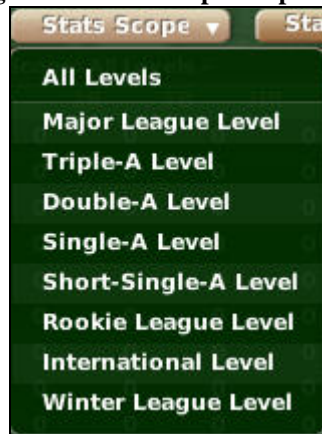 Stats Scope ▼ Sta
All Levels
Major League Level
Triple-A Level
Double-A Level
Single-A Level
Short-Single-A Level
Rookie League Level
International Level
Winter League Level